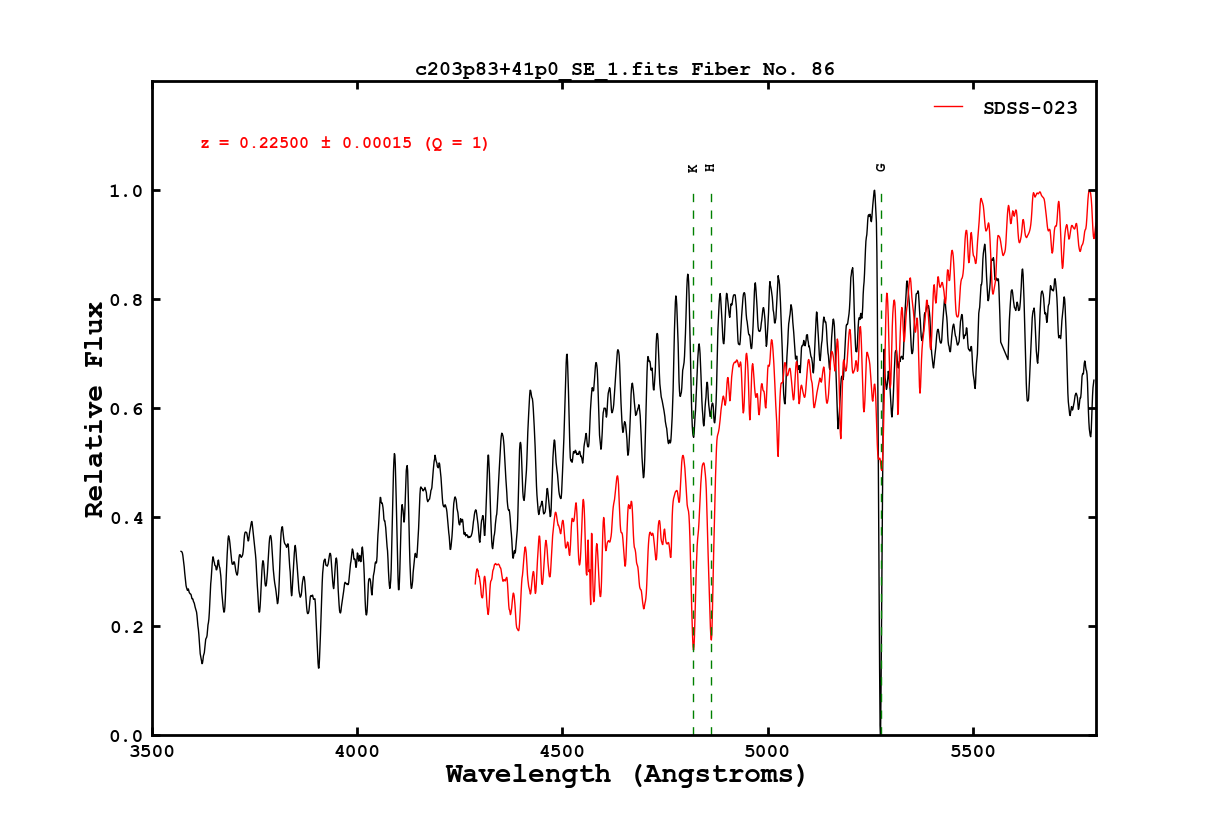 c203p83+41p0_SE_1.fits Fiber No. 86
SDSS-023
z = 0.22500 ± 0.00015 (Q = 1)
K H G
1.0
0.8
0.6
0.4
0.2
0.0
Relative Flux
3500 4000 4500 5000 5500
Wavelength (Angstroms)